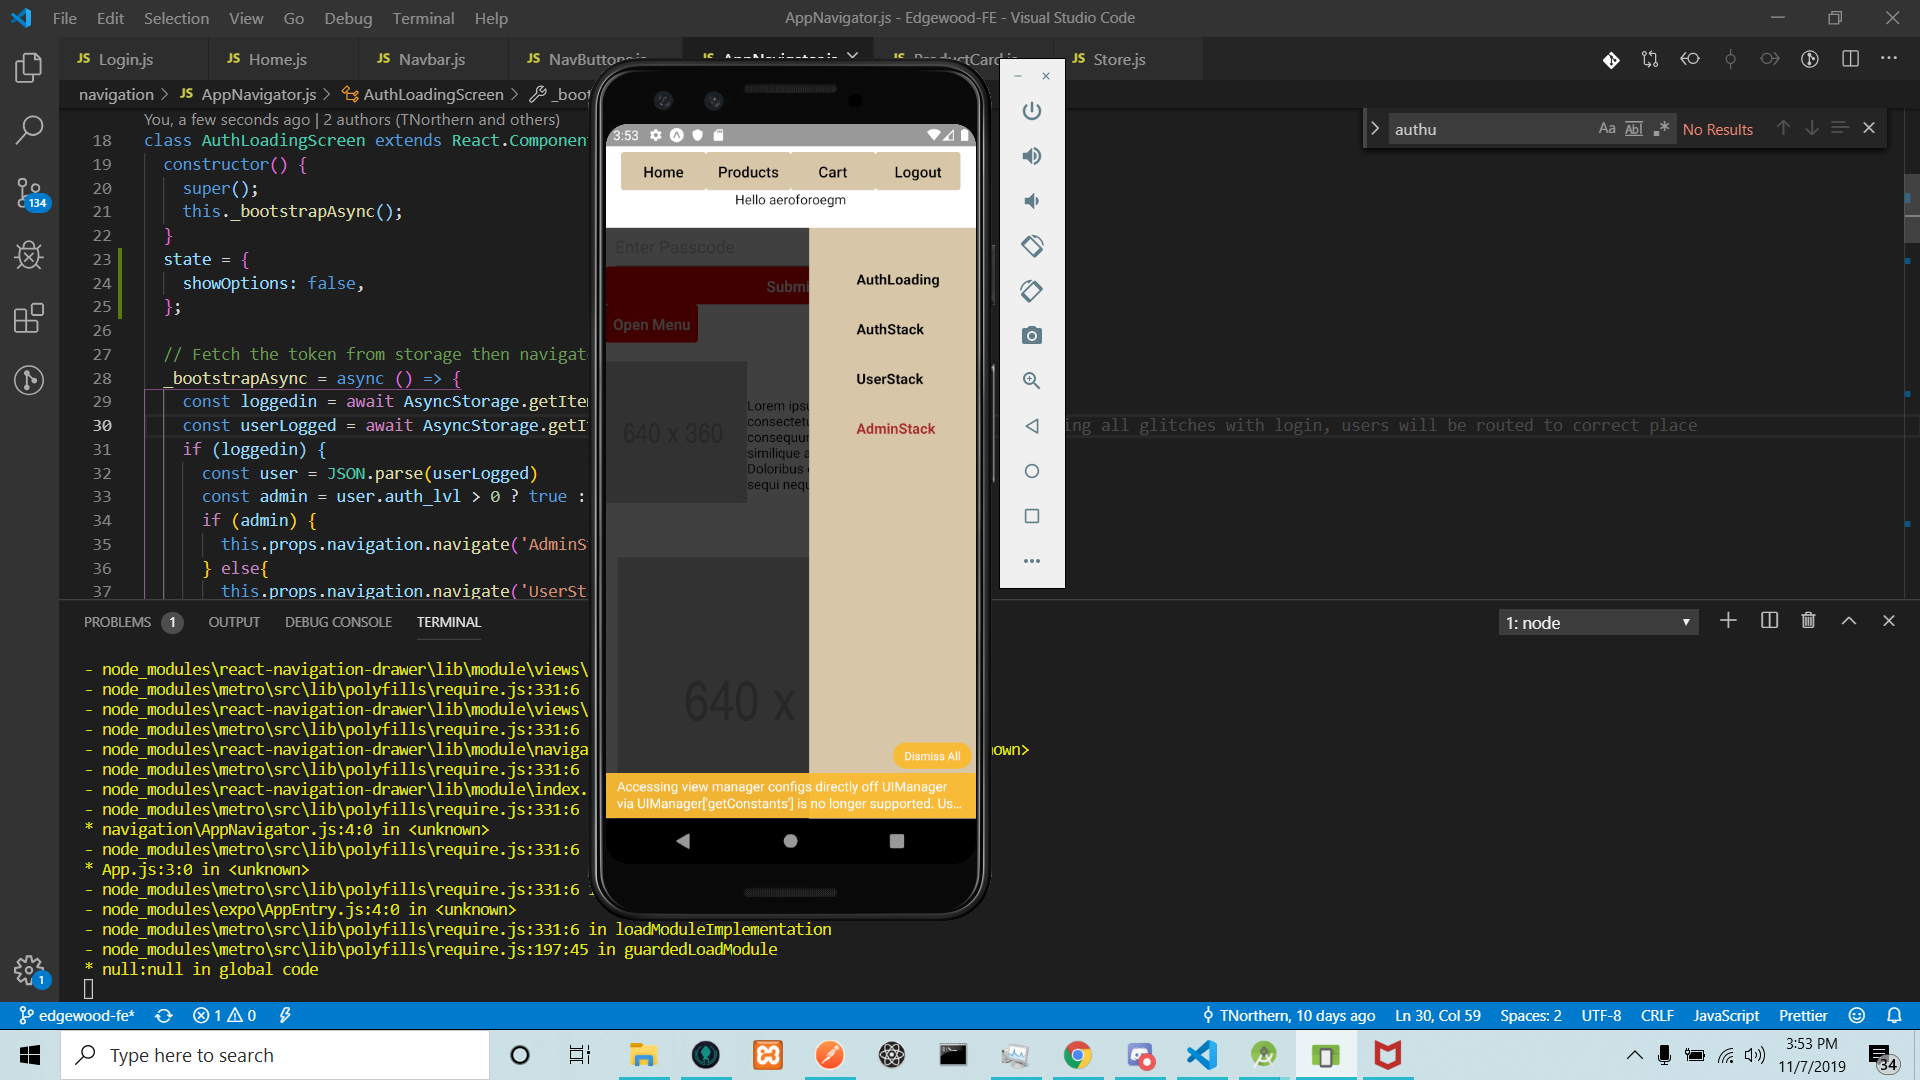 File Edit Selection View Go Debug Terminal Help
AppNavigator.js - Edgewood-FE - Visual Studio Code
JS Login.js JS Home.js JS Navbar.js JS NavButtons.js JS AppNavigator.js JS ProductCard.js JS Store.js
navigation > JS AppNavigator.js > AuthLoadingScreen > _boo
authu Aa Abl .* No Results
You, a few seconds ago | 2 authors (TNorthern and others)
18 class AuthLoadingScreen extends React.Component
19 constructor() {
20 super();
21 this._bootstrapAsync();
22 }
23 state = {
24 showOptions: false,
25 };
26
27 // Fetch the token from storage then navigat
28 _bootstrapAsync = async () => {
29 const loggedin = await AsyncStorage.getIte
30 const userLogged = await AsyncStorage.getI
ing all glitches with login, users will be routed to correct place
31 if (loggedin) {
32 const user = JSON.parse(userLogged)
33 const admin = user.auth_lvl > 0 ? true :
34 if (admin) {
35 this.props.navigation.navigate('AdminS
36 } else{
37 this.props.navigation.navigate('UserSt
3:53
Home Products Cart Logout
Hello aeroforoegm
Enter Passcode
Submi
Open Menu
640 x 360
Lorem ips
consectetu
consequun
similique a
Doloribus
sequi nequ
640 x
AuthLoading
AuthStack
UserStack
AdminStack
Dismiss All
Accessing view manager configs directly off UIManager
via UIManager['getConstants'] is no longer supported. Us...
PROBLEMS 1 OUTPUT DEBUG CONSOLE TERMINAL
1: node
- node_modules\react-navigation-drawer\lib\module\views\
- node_modules\metro\src\lib\polyfills\require.js:331:6
- node_modules\react-navigation-drawer\lib\module\views\
- node_modules\metro\src\lib\polyfills\require.js:331:6
- node_modules\react-navigation-drawer\lib\module\naviga
own>
- node_modules\metro\src\lib\polyfills\require.js:331:6
- node_modules\react-navigation-drawer\lib\module\index.
- node_modules\metro\src\lib\polyfills\require.js:331:6
* navigation\AppNavigator.js:4:0 in <unknown>
- node_modules\metro\src\lib\polyfills\require.js:331:6
* App.js:3:0 in <unknown>
- node_modules\metro\src\lib\polyfills\require.js:331:6
- node_modules\expo\AppEntry.js:4:0 in <unknown>
- node_modules\metro\src\lib\polyfills\require.js:331:6 in loadModuleImplementation
- node_modules\metro\src\lib\polyfills\require.js:197:45 in guardedLoadModule
* null:null in global code
134
1
edgewood-fe* 1 0
TNorthern, 10 days ago Ln 30, Col 59 Spaces: 2 UTF-8 CRLF JavaScript Prettier
Type here to search
3:53 PM
11/7/2019
34